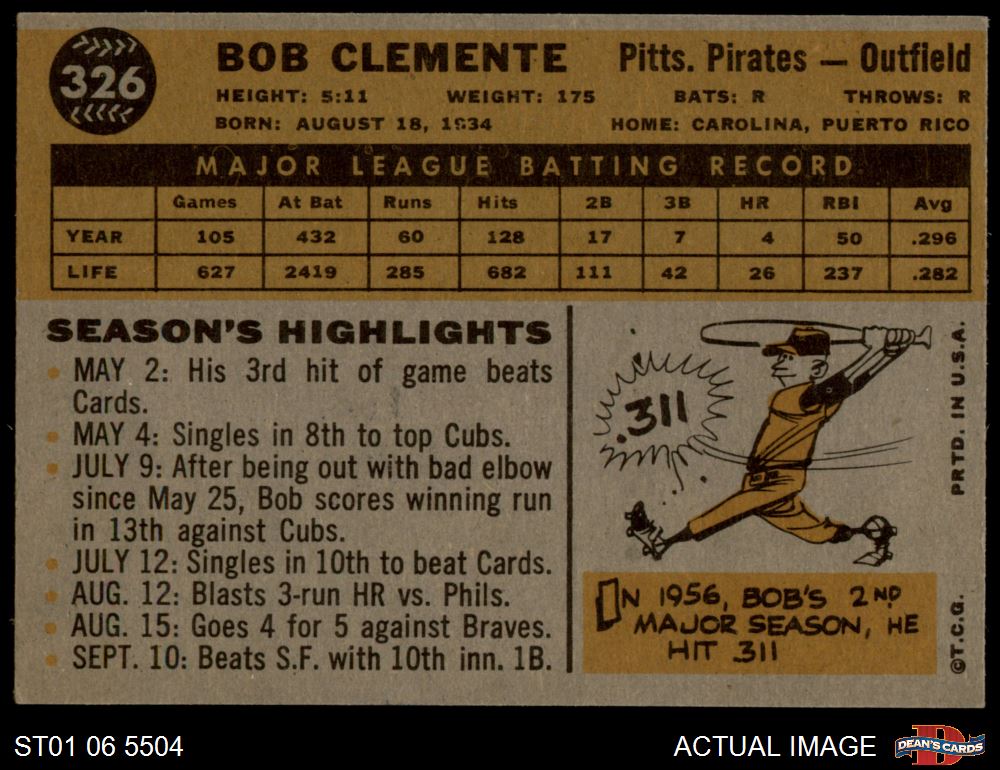 326
BOB CLEMENTE Pitts. Pirates — Outfield
HEIGHT: 5:11 WEIGHT: 175 BATS: R THROWS: R
BORN: AUGUST 18, 1934 HOME: CAROLINA, PUERTO RICO
MAJOR LEAGUE BATTING RECORD
Games At Bat Runs Hits 2B 3B HR RBI Avg
YEAR 105 432 60 128 17 7 4 50 .296
LIFE 627 2419 285 682 111 42 26 237 .282
SEASON'S HIGHLIGHTS
MAY 2: His 3rd hit of game beats
Cards.
MAY 4: Singles in 8th to top Cubs.
JULY 9: After being out with bad elbow
since May 25, Bob scores winning run
in 13th against Cubs.
JULY 12: Singles in 10th to beat Cards.
AUG. 12: Blasts 3-run HR vs. Phils.
AUG. 15: Goes 4 for 5 against Braves.
SEPT. 10: Beats S.F. with 10th inn. 1B.
.311
IN 1956, BOB'S 2ND
MAJOR SEASON, HE
HIT .311
©T.C.G. PRTD. IN U.S.A.
ST01 06 5504
ACTUAL IMAGE
D
DEAN'S CARDS